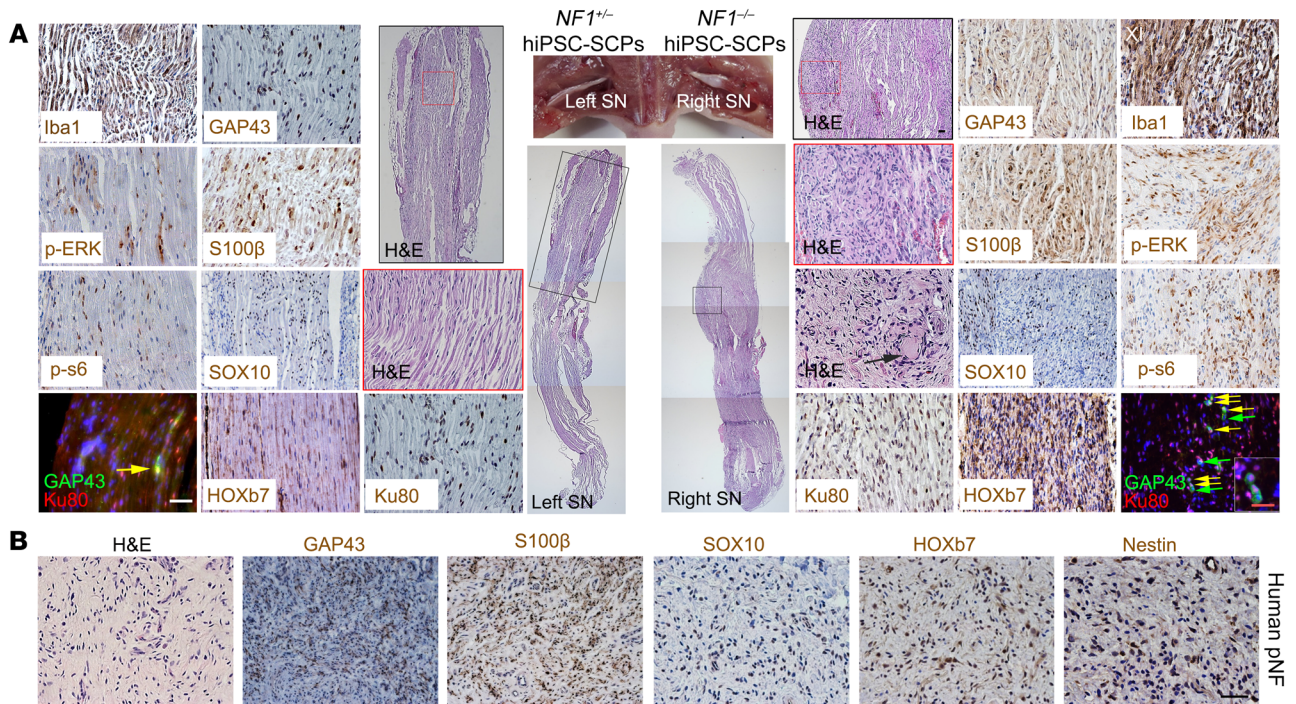 A
NF1+/−
hiPSC-SCPs
NF1−/−
hiPSC-SCPs
Left SN
Right SN
Iba1
GAP43
H&E
H&E
GAP43
XI
Iba1
p-ERK
S100β
H&E
S100β
p-ERK
p-s6
SOX10
H&E
H&E
SOX10
p-s6
GAP43
Ku80
HOXb7
Ku80
Left SN
Right SN
Ku80
HOXb7
GAP43
Ku80
B
H&E
GAP43
S100β
SOX10
HOXb7
Nestin
Human pNF